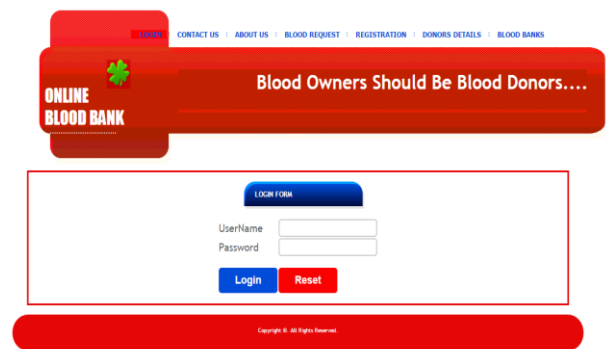 LOGIN CONTACT US ABOUT US BLOOD REQUEST REGISTRATION DONORS DETAILS BLOOD BANKS
Blood Owners Should Be Blood Donors....
ONLINE
BLOOD BANK
LOGIN FORM
UserName
Password
Login Reset
Copyright ©. All Rights Reserved.